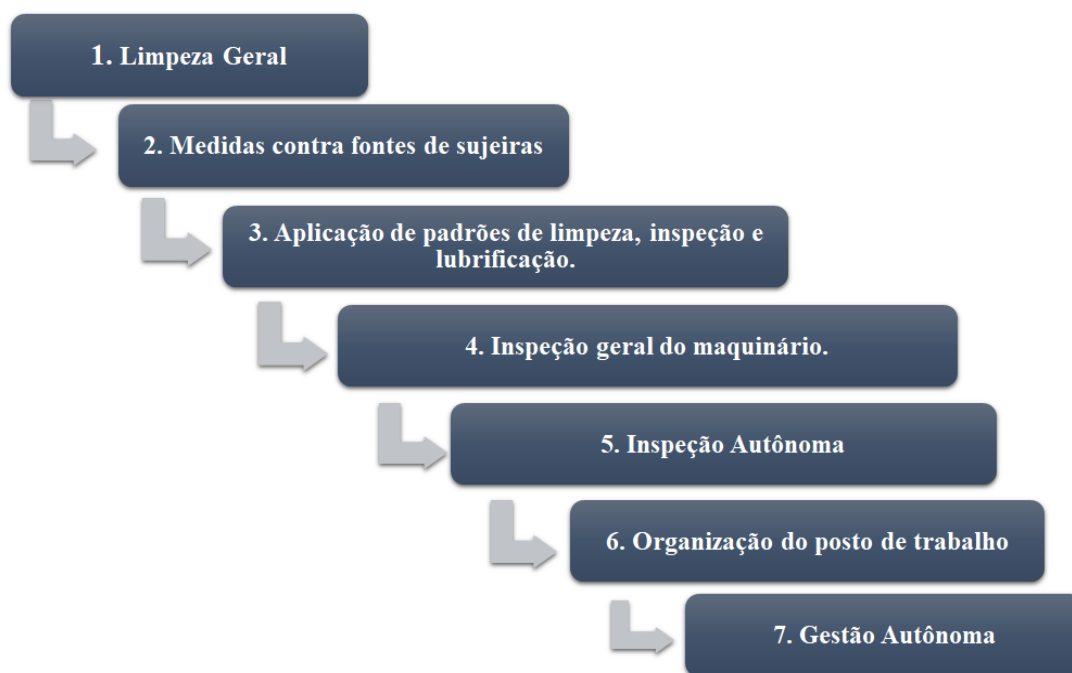 1. Limpeza Geral
2. Medidas contra fontes de sujeiras
3. Aplicação de padrões de limpeza, inspeção e
lubrificação.
4. Inspeção geral do maquinário.
5. Inspeção Autônoma
6. Organização do posto de trabalho
7. Gestão Autônoma